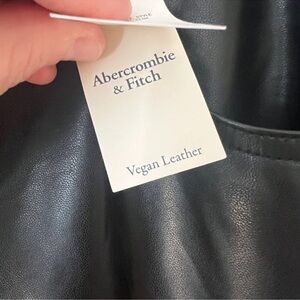 Abercrombie
& Fitch
Vegan Leather